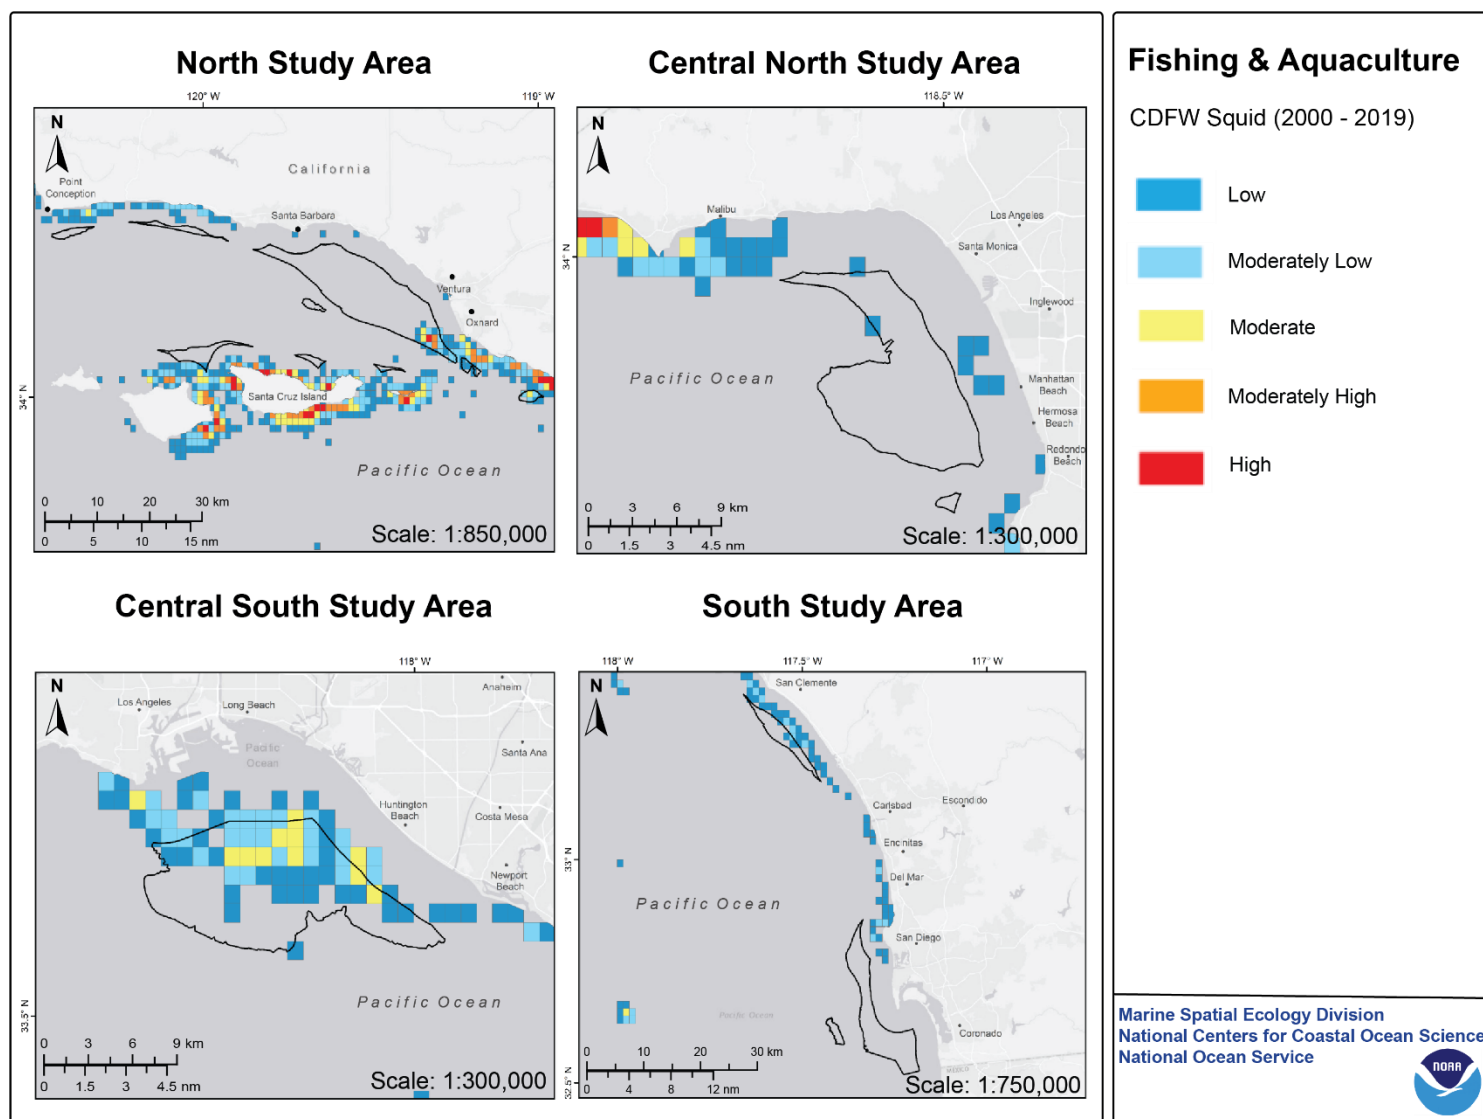 North Study Area
120° W
119° W
N
California
Point
Conception
Santa Barbara
Ventura
Oxnard
34° N
Santa Cruz Island
Pacific Ocean
0 10 20 30 km
0 5 10 15 nm
Scale: 1:850,000
Central North Study Area
118.5° W
N
Malibu
Los Angeles
Santa Monica
34° N
Inglewood
Pacific Ocean
Manhattan
Beach
Hermosa
Beach
Redondo
Beach
0 3 6 9 km
0 1.5 3 4.5 nm
Scale: 1:300,000
Central South Study Area
118° W
N
Anaheim
Los Angeles
Long Beach
Pacific
Ocean
Santa Ana
Huntington
Beach
Costa Mesa
Newport
Beach
Pacific Ocean
33.5° N
0 3 6 9 km
0 1.5 3 4.5 nm
Scale: 1:300,000
South Study Area
118° W
117.5° W
117° W
N
San Clemente
Carlsbad
Escondido
Encinitas
33° N
Del Mar
Pacific Ocean
San Diego
Pacific Ocean
Coronado
MEXICO
32.5° N
0 10 20 30 km
0 4 8 12 nm
Scale: 1:750,000
Fishing & Aquaculture
CDFW Squid (2000 - 2019)
Low
Moderately Low
Moderate
Moderately High
High
Marine Spatial Ecology Division
National Centers for Coastal Ocean Science
National Ocean Service
NOAA